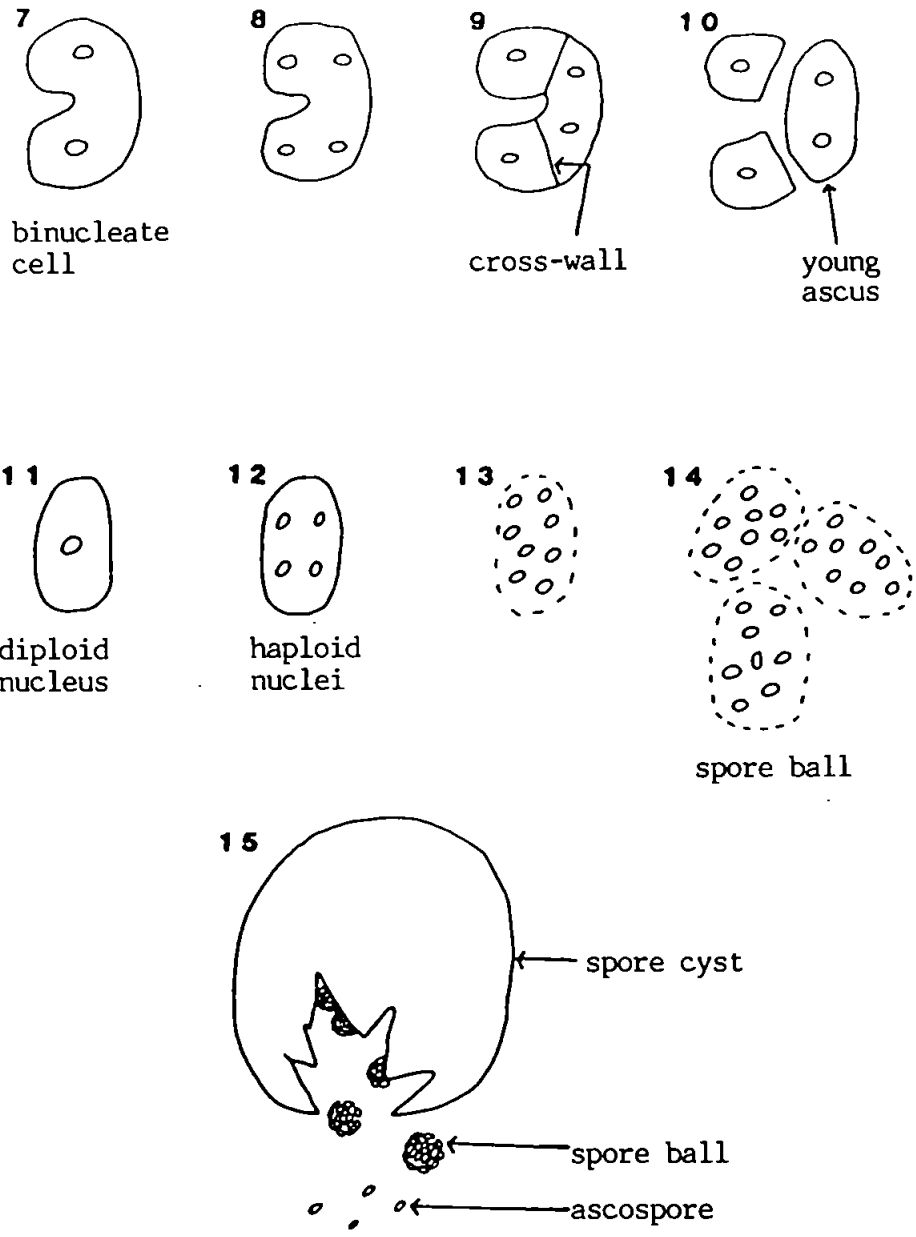 7 8 9 10
binucleate
cell
cross-wall
young
ascus
11 12 13 14
diploid
nucleus
haploid
nuclei
spore ball
15
spore cyst
spore ball
ascospore